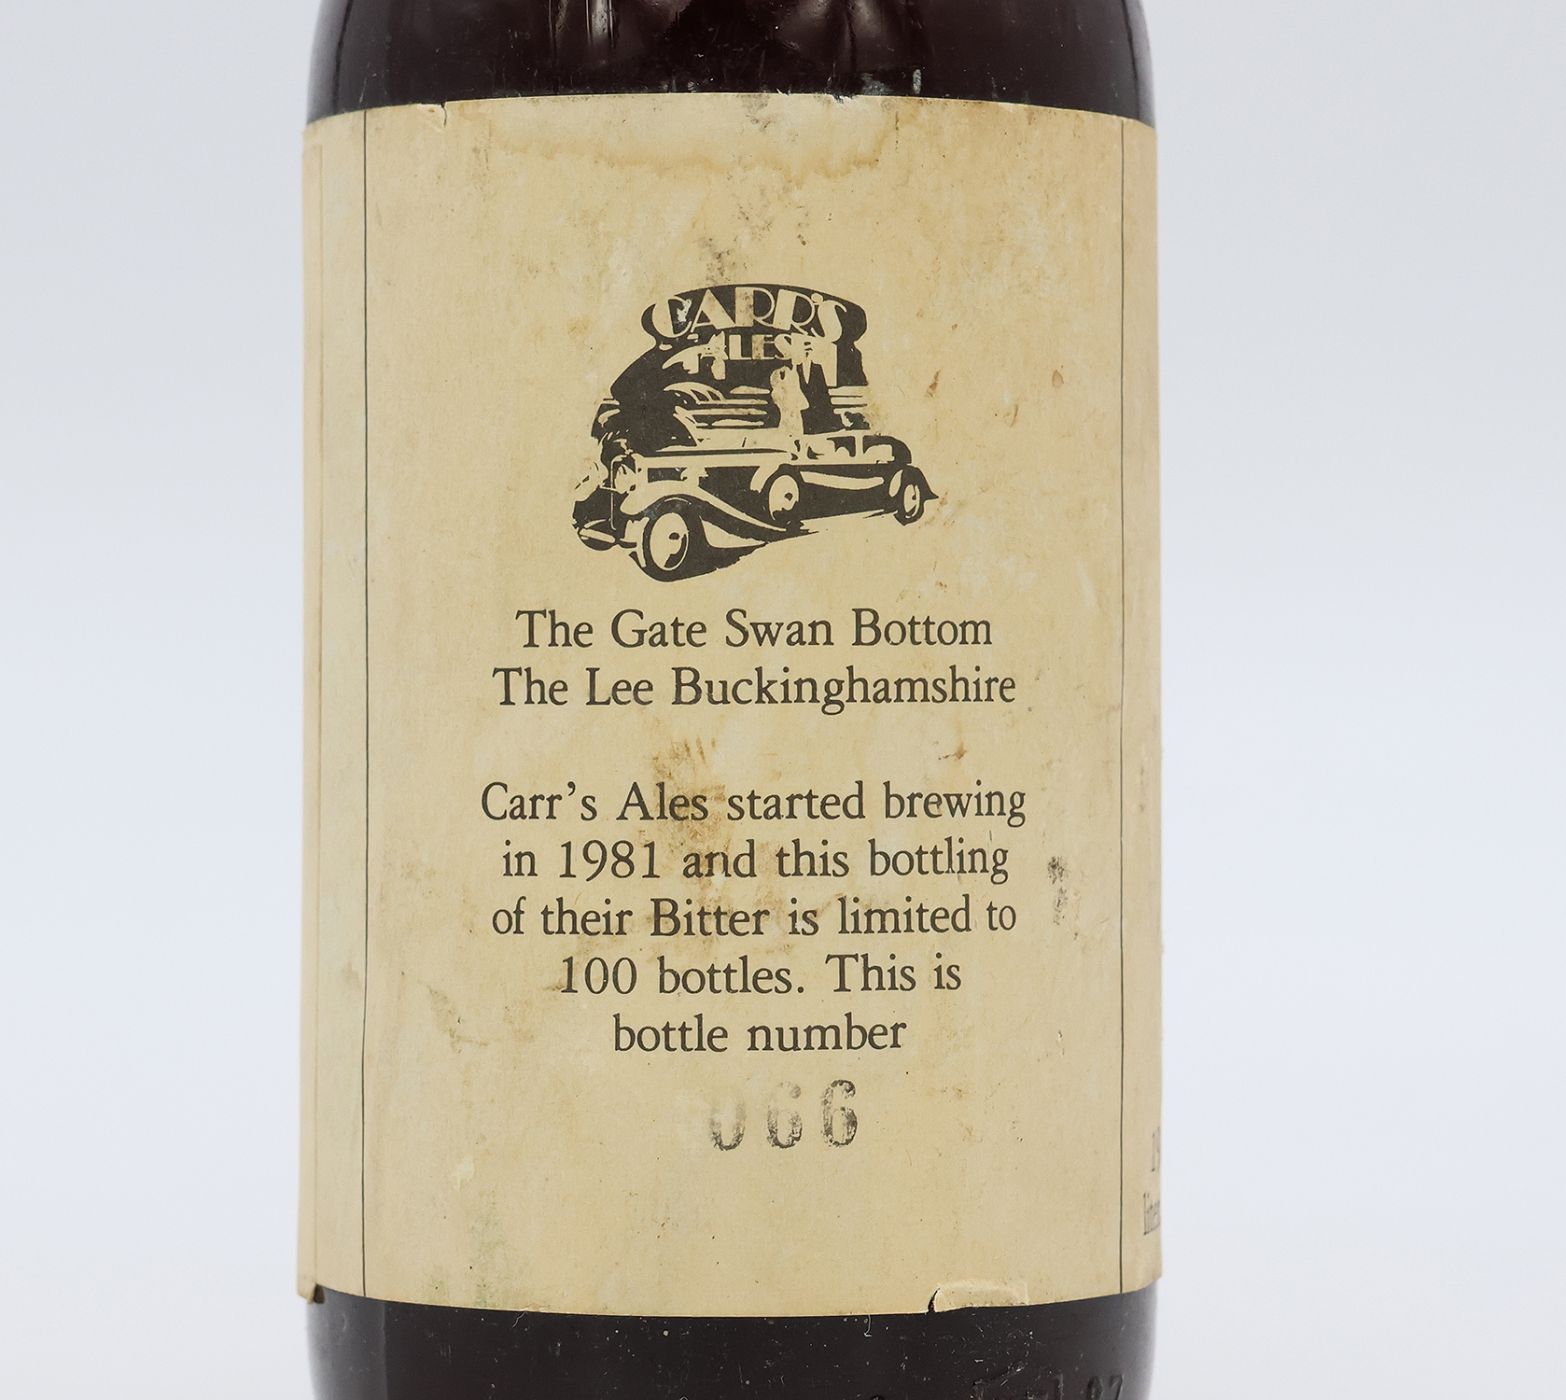 CARR'S
ALES
The Gate Swan Bottom
The Lee Buckinghamshire
Carr's Ales started brewing
in 1981 and this bottling
of their Bitter is limited to
100 bottles. This is
bottle number
066